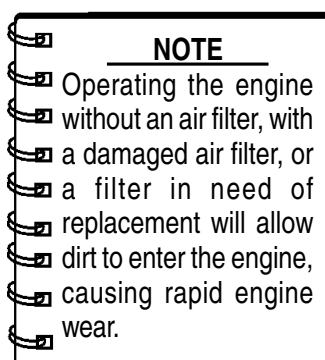 NOTE
Operating the engine
without an air filter, with
a damaged air filter, or
a filter in need of
replacement will allow
dirt to enter the engine,
causing rapid engine
wear.